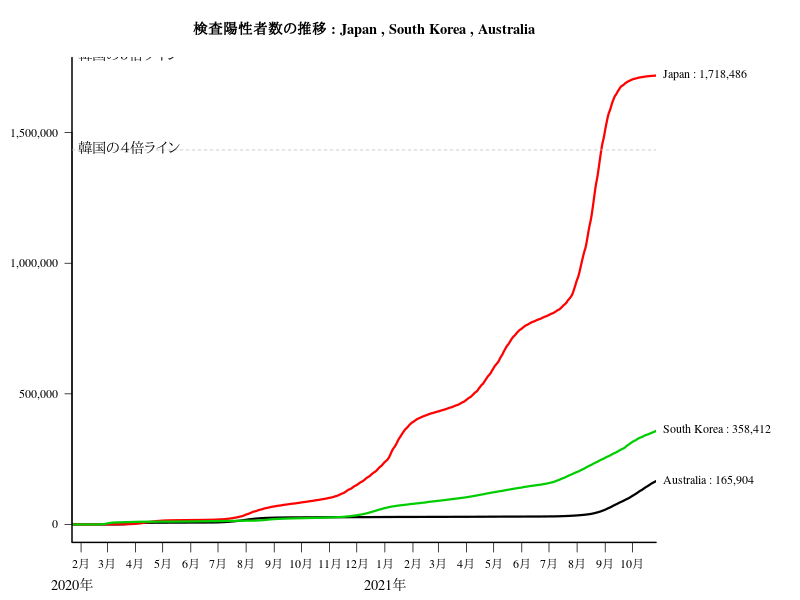 検査陽性者数の推移 : Japan , South Korea , Australia
Japan : 1,718,486
1,500,000
韓国の４倍ライン
1,000,000
500,000
South Korea : 358,412
Australia : 165,904
0
2月 3月 4月 5月 6月 7月 8月 9月 10月 11月 12月 1月 2月 3月 4月 5月 6月 7月 8月 9月 10月
2020年 2021年